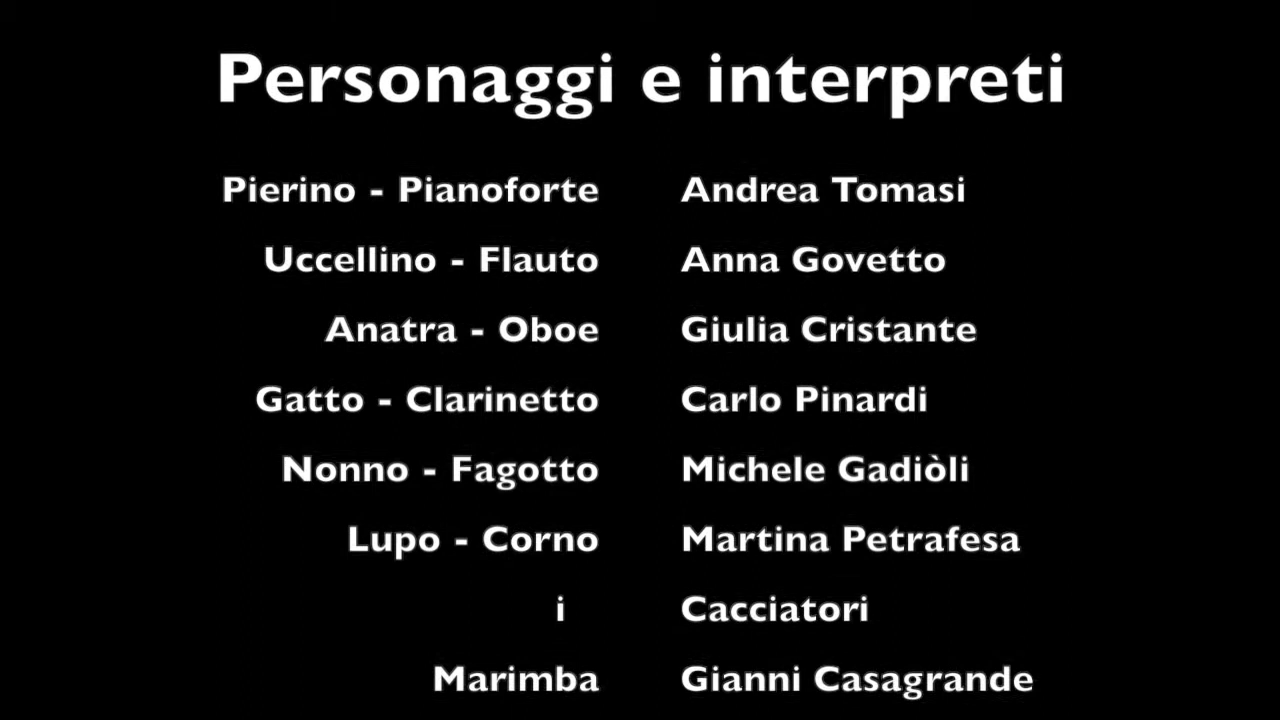 Personaggi e interpreti
Pierino - Pianoforte Andrea Tomasi
Uccellino - Flauto Anna Govetto
Anatra - Oboe Giulia Cristante
Gatto - Clarinetto Carlo Pinardi
Nonno - Fagotto Michele Gadiòli
Lupo - Corno Martina Petrafesa
i Cacciatori
Marimba Gianni Casagrande